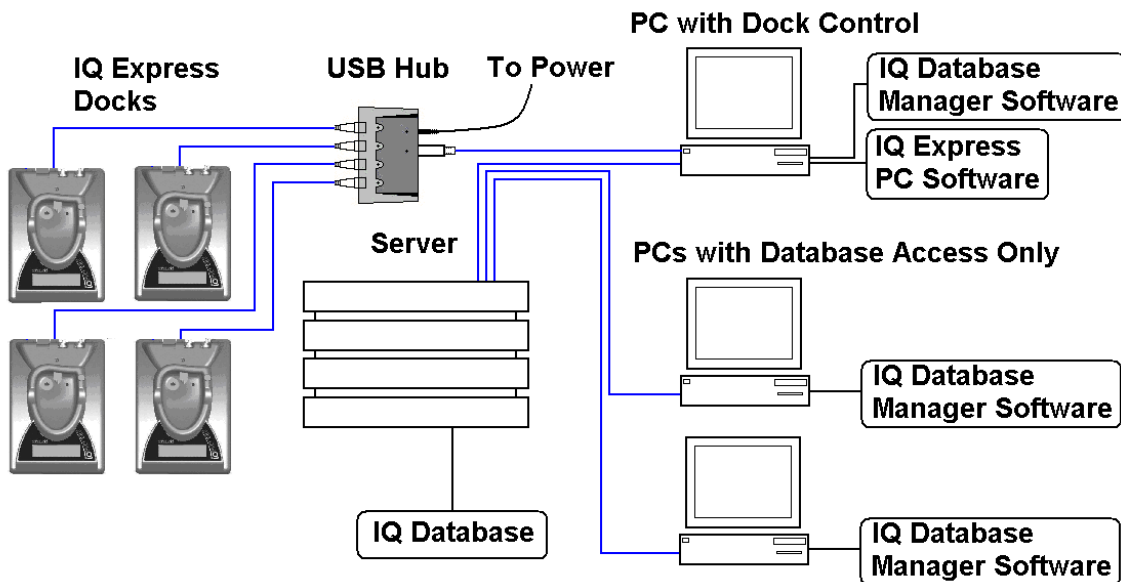 PC with Dock Control
IQ Express
Docks
USB Hub
To Power
IQ Database
Manager Software
IQ Express
PC Software
Server
PCs with Database Access Only
IQ Database
Manager Software
IQ Database
IQ Database
Manager Software